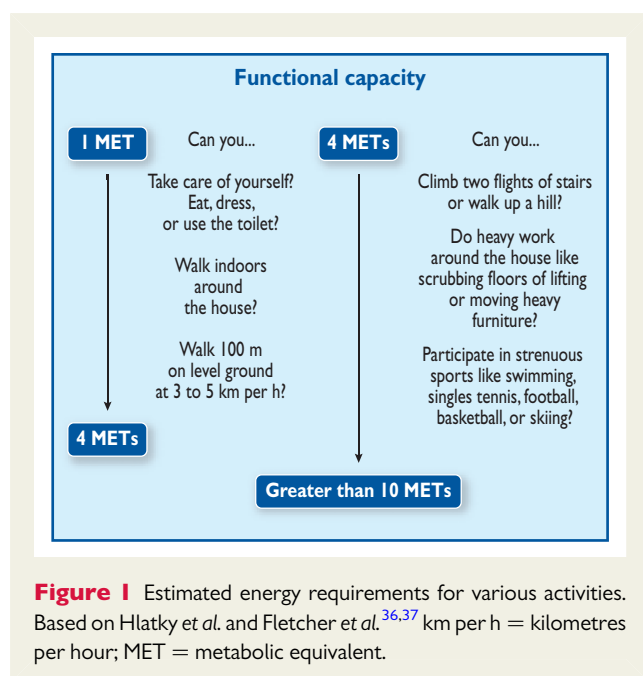 Functional capacity
1 MET
Can you...
Take care of yourself?
Eat, dress,
or use the toilet?
Walk indoors
around
the house?
Walk 100 m
on level ground
at 3 to 5 km per h?
4 METs
4 METs
Can you...
Climb two flights of stairs
or walk up a hill?
Do heavy work
around the house like
scrubbing floors of lifting
or moving heavy
furniture?
Participate in strenuous
sports like swimming,
singles tennis, football,
basketball, or skiing?
Greater than 10 METs
Figure 1 Estimated energy requirements for various activities.
Based on Hlatky et al. and Fletcher et al.36,37 km per h = kilometres
per hour; MET = metabolic equivalent.